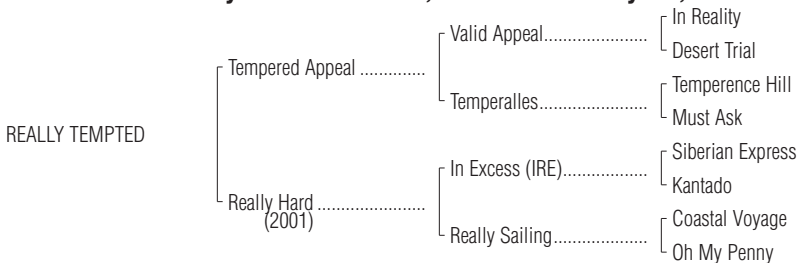 In Reality
Valid Appeal.....................
Desert Trial
Tempered Appeal ..............
Temperence Hill
Temperalles......................
Must Ask
REALLY TEMPTED
Siberian Express
In Excess (IRE)..................
Kantado
Really Hard .......................
(2001)
Coastal Voyage
Really Sailing....................
Oh My Penny